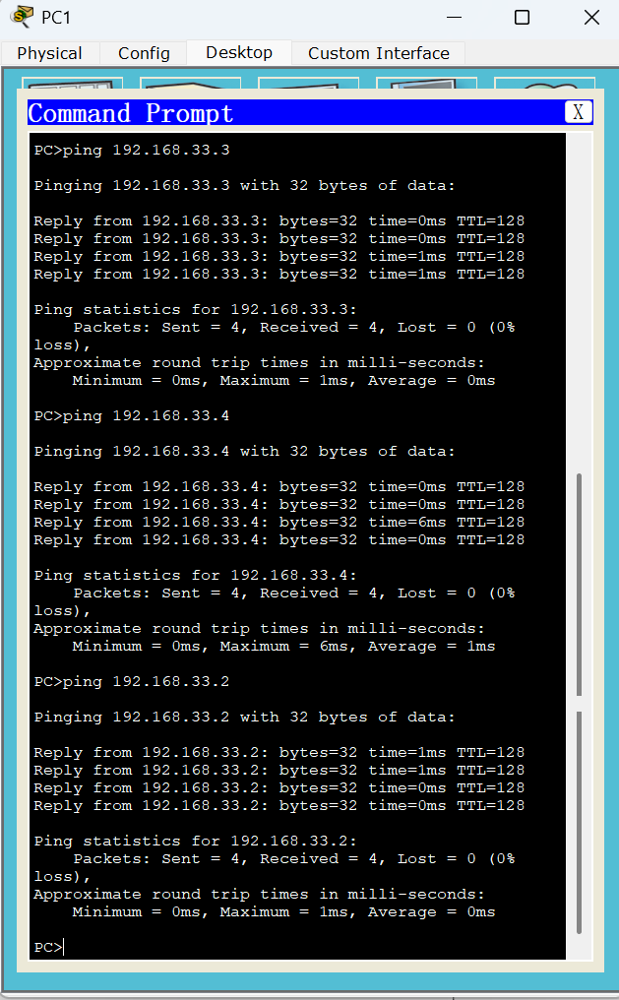 PC1
Physical Config Desktop Custom Interface
Command Prompt X
PC>ping 192.168.33.3
Pinging 192.168.33.3 with 32 bytes of data:
Reply from 192.168.33.3: bytes=32 time=0ms TTL=128
Reply from 192.168.33.3: bytes=32 time=0ms TTL=128
Reply from 192.168.33.3: bytes=32 time=1ms TTL=128
Reply from 192.168.33.3: bytes=32 time=1ms TTL=128
Ping statistics for 192.168.33.3:
Packets: Sent = 4, Received = 4, Lost = 0 (0%
loss),
Approximate round trip times in milli-seconds:
Minimum = 0ms, Maximum = 1ms, Average = 0ms
PC>ping 192.168.33.4
Pinging 192.168.33.4 with 32 bytes of data:
Reply from 192.168.33.4: bytes=32 time=0ms TTL=128
Reply from 192.168.33.4: bytes=32 time=0ms TTL=128
Reply from 192.168.33.4: bytes=32 time=6ms TTL=128
Reply from 192.168.33.4: bytes=32 time=0ms TTL=128
Ping statistics for 192.168.33.4:
Packets: Sent = 4, Received = 4, Lost = 0 (0%
loss),
Approximate round trip times in milli-seconds:
Minimum = 0ms, Maximum = 6ms, Average = 1ms
PC>ping 192.168.33.2
Pinging 192.168.33.2 with 32 bytes of data:
Reply from 192.168.33.2: bytes=32 time=1ms TTL=128
Reply from 192.168.33.2: bytes=32 time=1ms TTL=128
Reply from 192.168.33.2: bytes=32 time=0ms TTL=128
Reply from 192.168.33.2: bytes=32 time=0ms TTL=128
Ping statistics for 192.168.33.2:
Packets: Sent = 4, Received = 4, Lost = 0 (0%
loss),
Approximate round trip times in milli-seconds:
Minimum = 0ms, Maximum = 1ms, Average = 0ms
PC>